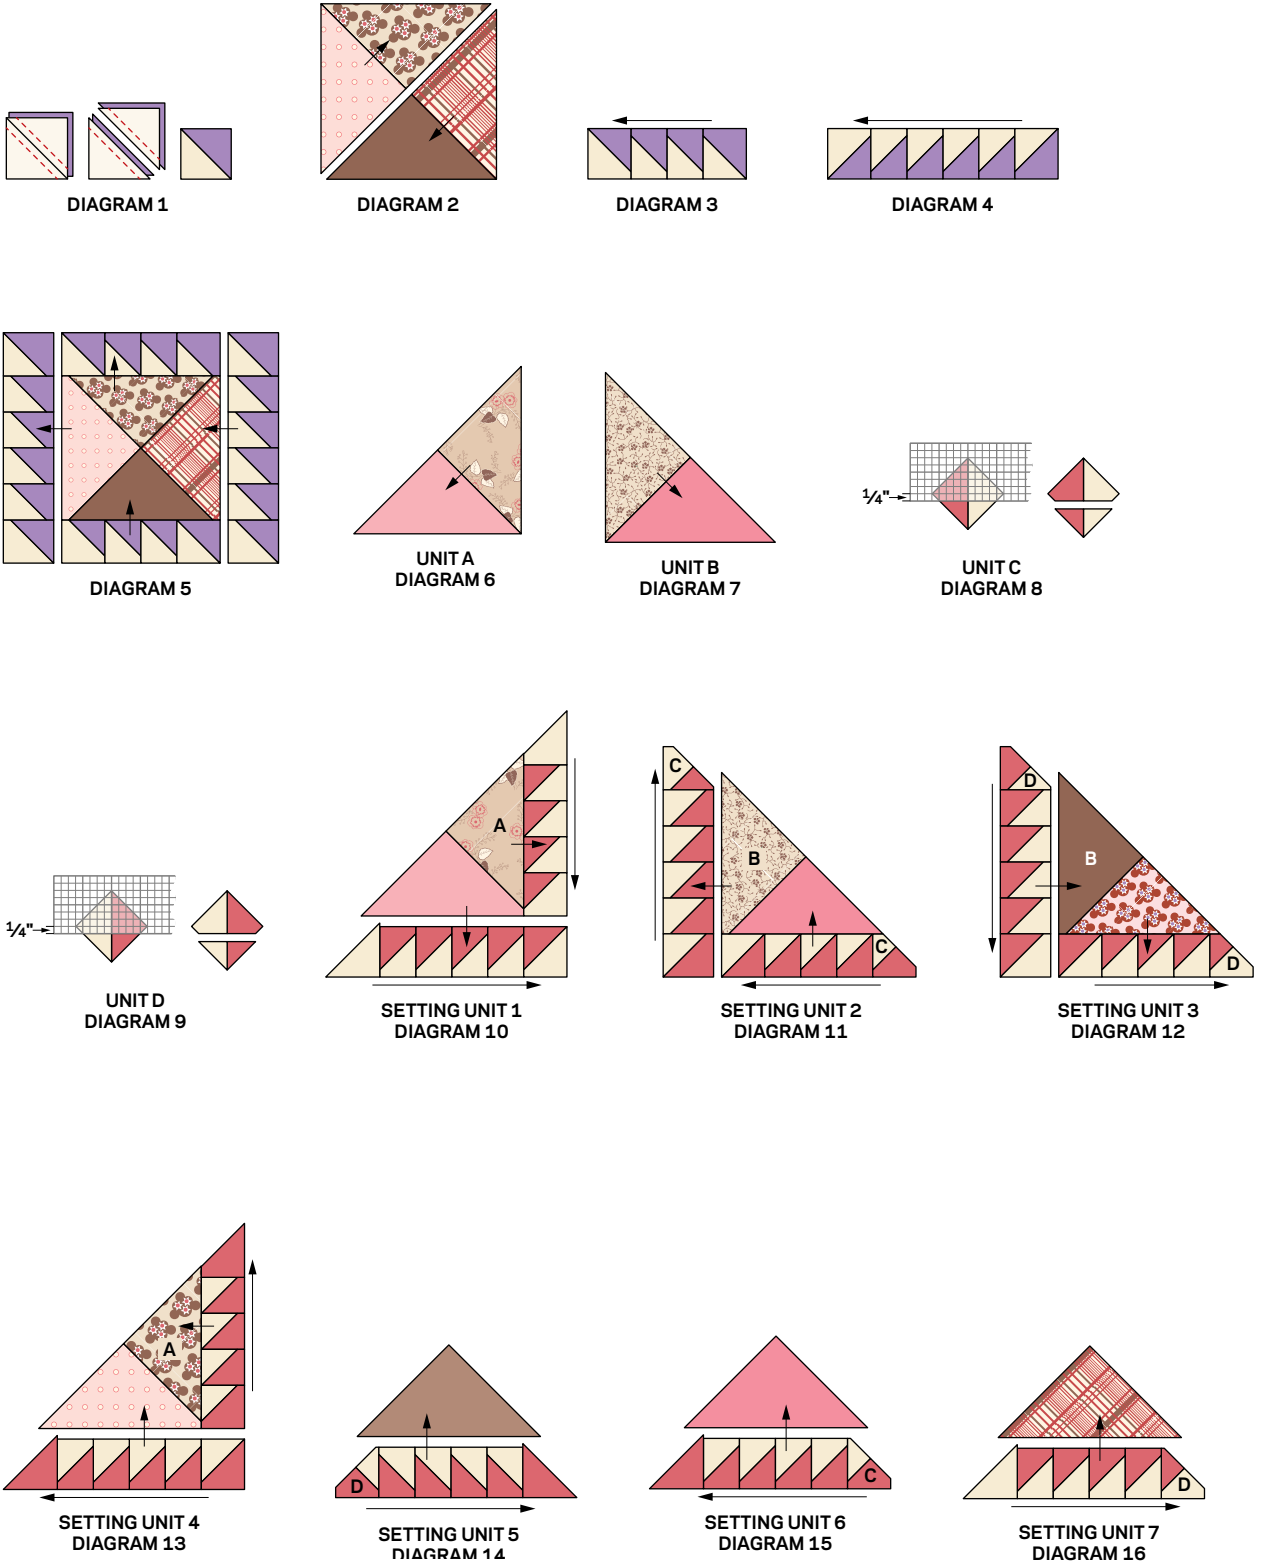 DIAGRAM 1
DIAGRAM 2
DIAGRAM 3
DIAGRAM 4
DIAGRAM 5
UNIT A
DIAGRAM 6
UNIT B
DIAGRAM 7
1/4"
UNIT C
DIAGRAM 8
1/4"
UNIT D
DIAGRAM 9
A
SETTING UNIT 1
DIAGRAM 10
C
B
C
SETTING UNIT 2
DIAGRAM 11
D
B
D
SETTING UNIT 3
DIAGRAM 12
A
SETTING UNIT 4
DIAGRAM 13
D
SETTING UNIT 5
DIAGRAM 14
C
SETTING UNIT 6
DIAGRAM 15
D
SETTING UNIT 7
DIAGRAM 16